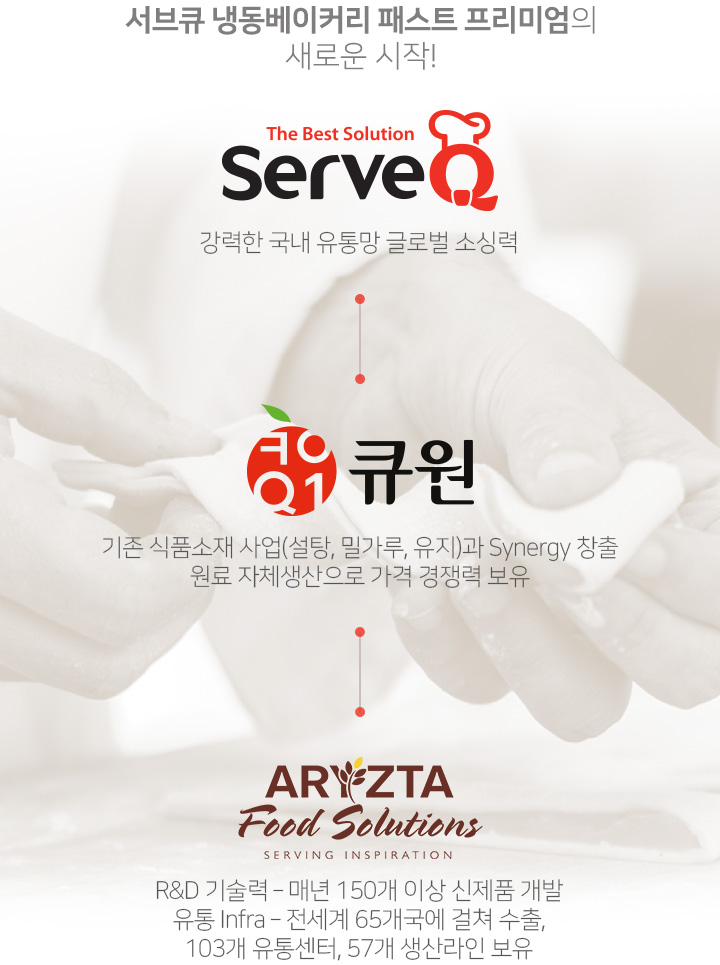 서브큐 냉동베이커리 패스트 프리미엄의
새로운 시작!
The Best Solution
ServeQ
강력한 국내 유통망 글로벌 소싱력
큐원
Q1 큐원
기존 식품소재 사업(설탕, 밀가루, 유지)과 Synergy 창출
원료 자체생산으로 가격 경쟁력 보유
ARYZTA
Food Solutions
SERVING INSPIRATION
R&D 기술력 – 매년 150개 이상 신제품 개발
유통 Infra – 전세계 65개국에 걸쳐 수출,
103개 유통센터, 57개 생산라인 보유